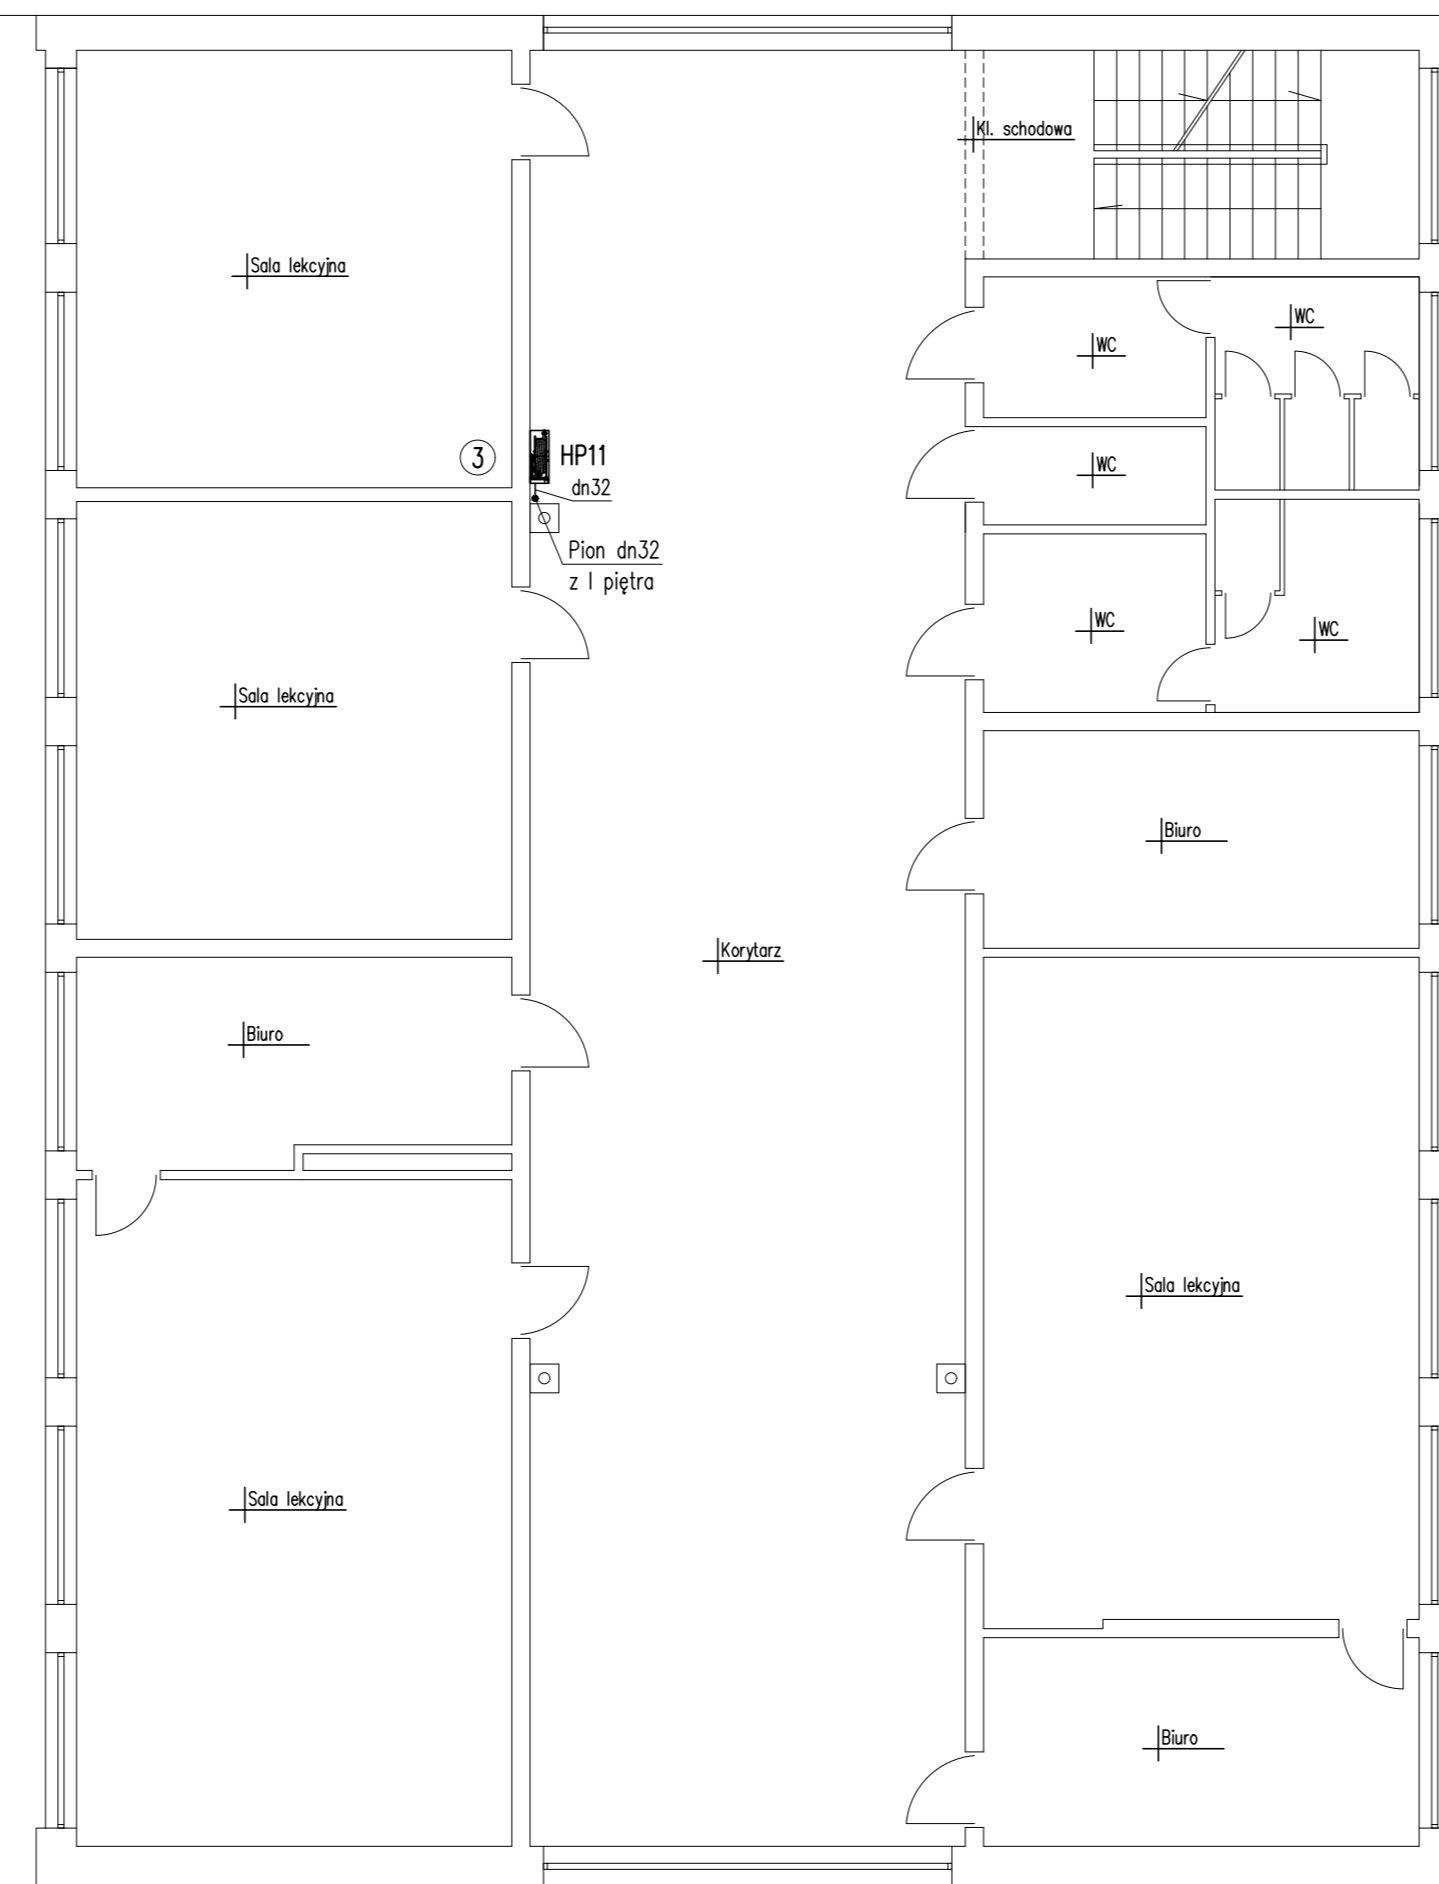 Kl. schodowa
Sala lekcyjna
WC
WC
3
HP11
dn32
WC
Pion dn32
z I piętra
WC
WC
Sala lekcyjna
Biuro
Korytarz
Biuro
Sala lekcyjna
Sala lekcyjna
Biuro